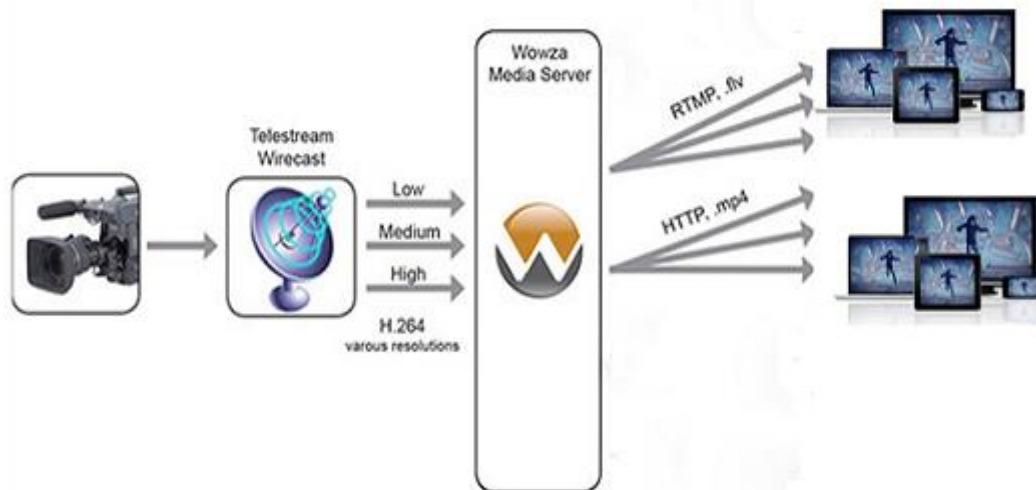 Wowza
Media Server
Telestream
Wirecast
Low
Medium
High
H.264
varous resolutions
RTMP, .flv
HTTP, .mp4